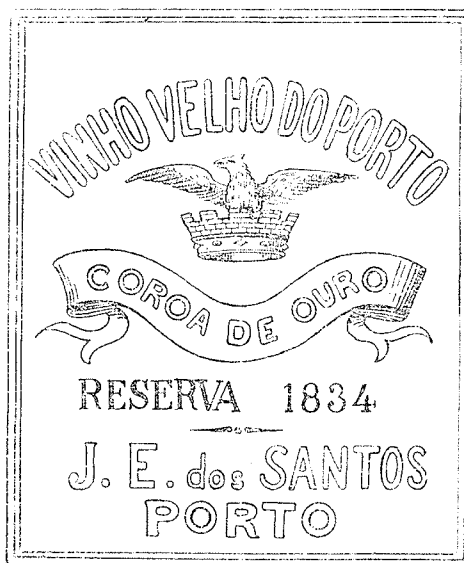 VINHO VELHO DO PORTO
COROA DE OURO
RESERVA 1834
J. E. dos SANTOS
PORTO